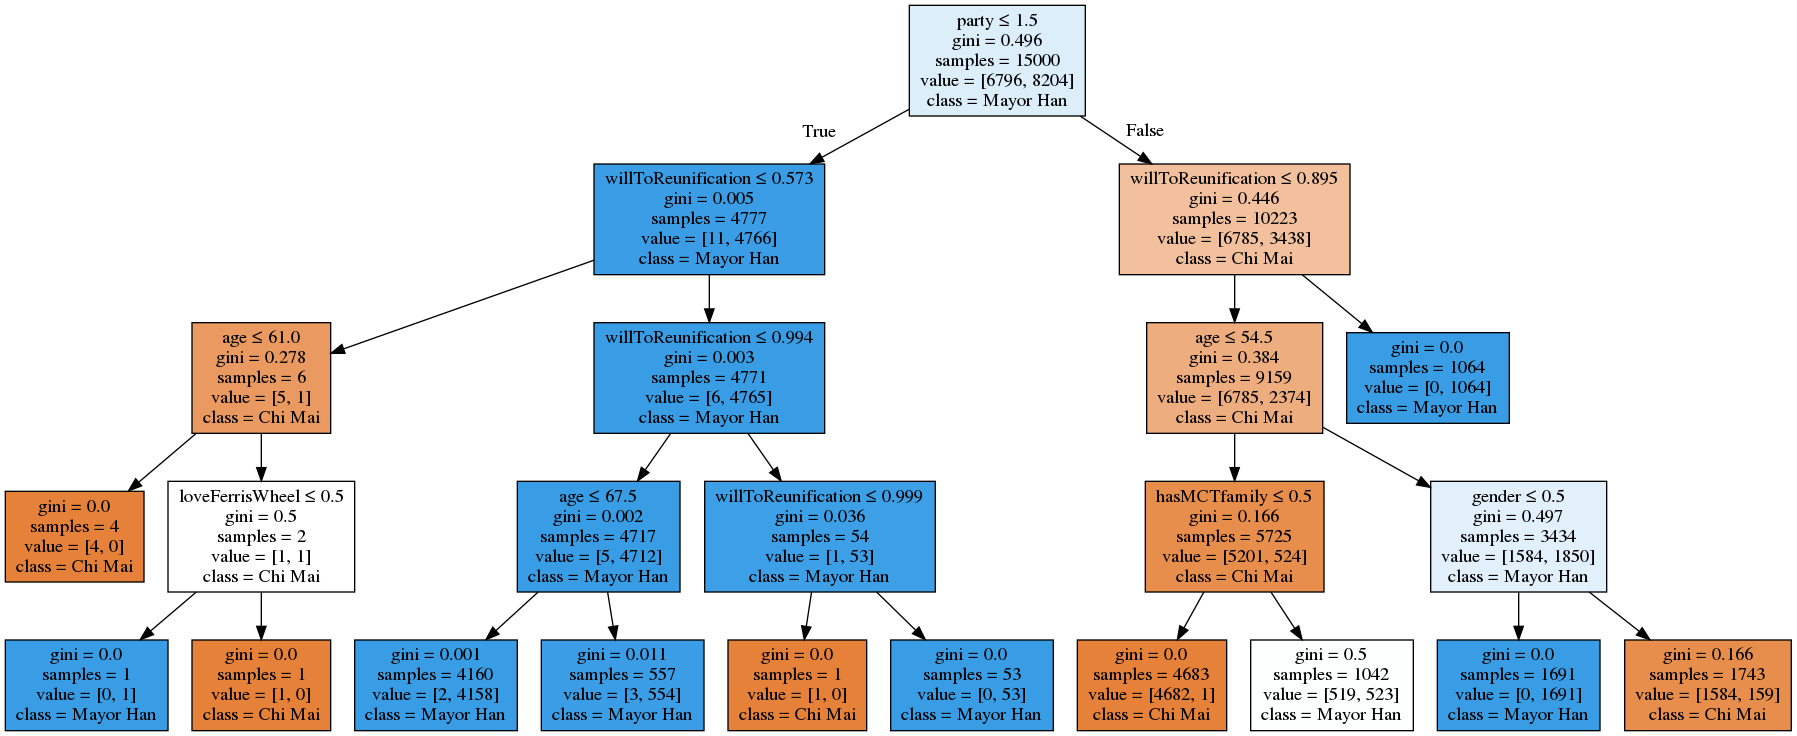 party ≤ 1.5
gini = 0.496
samples = 15000
value = [6796, 8204]
class = Mayor Han
True
False
willToReunification ≤ 0.573
gini = 0.005
samples = 4777
value = [11, 4766]
class = Mayor Han
willToReunification ≤ 0.895
gini = 0.446
samples = 10223
value = [6785, 3438]
class = Chi Mai
age ≤ 61.0
gini = 0.278
samples = 6
value = [5, 1]
class = Chi Mai
willToReunification ≤ 0.994
gini = 0.003
samples = 4771
value = [6, 4765]
class = Mayor Han
age ≤ 54.5
gini = 0.384
samples = 9159
value = [6785, 2374]
class = Chi Mai
gini = 0.0
samples = 1064
value = [0, 1064]
class = Mayor Han
gini = 0.0
samples = 4
value = [4, 0]
class = Chi Mai
loveFerrisWheel ≤ 0.5
gini = 0.5
samples = 2
value = [1, 1]
class = Chi Mai
age ≤ 67.5
gini = 0.002
samples = 4717
value = [5, 4712]
class = Mayor Han
willToReunification ≤ 0.999
gini = 0.036
samples = 54
value = [1, 53]
class = Mayor Han
hasMCTfamily ≤ 0.5
gini = 0.166
samples = 5725
value = [5201, 524]
class = Chi Mai
gender ≤ 0.5
gini = 0.497
samples = 3434
value = [1584, 1850]
class = Mayor Han
gini = 0.0
samples = 1
value = [0, 1]
class = Mayor Han
gini = 0.0
samples = 1
value = [1, 0]
class = Chi Mai
gini = 0.001
samples = 4160
value = [2, 4158]
class = Mayor Han
gini = 0.011
samples = 557
value = [3, 554]
class = Mayor Han
gini = 0.0
samples = 1
value = [1, 0]
class = Chi Mai
gini = 0.0
samples = 53
value = [0, 53]
class = Mayor Han
gini = 0.0
samples = 4683
value = [4682, 1]
class = Chi Mai
gini = 0.5
samples = 1042
value = [519, 523]
class = Mayor Han
gini = 0.0
samples = 1691
value = [0, 1691]
class = Mayor Han
gini = 0.166
samples = 1743
value = [1584, 159]
class = Chi Mai